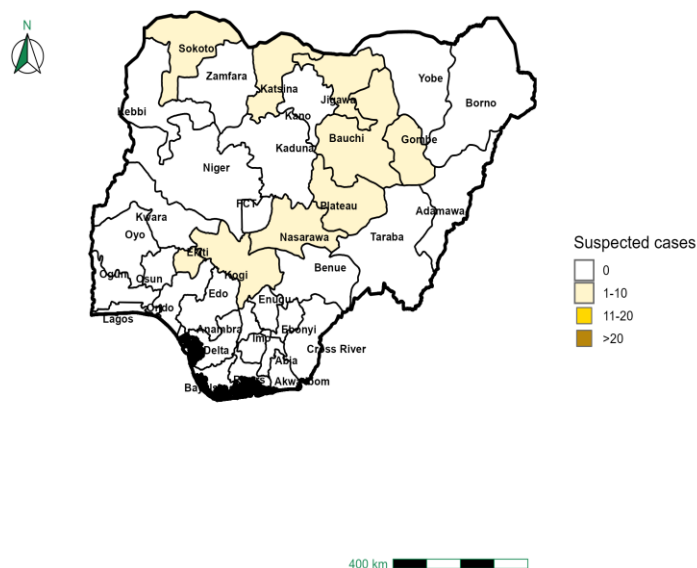 N
Sokoto
Zamfara
Katsina
Yobe
Borno
Jigawa
Kebbi
Kano
Bauchi
Gombe
Kaduna
Niger
FCT
Plateau
Adamawa
Kwara
Oyo
Nasarawa
Taraba
Ekiti
Kogi
Benue
Ogun
Osun
Edo
Enugu
Ondo
Lagos
Anambra
Imo
Ebonyi
Delta
Cross River
Abia
Rivers
Bayelsa
Akwa Ibom
Suspected cases
0
1-10
11-20
>20
400 km